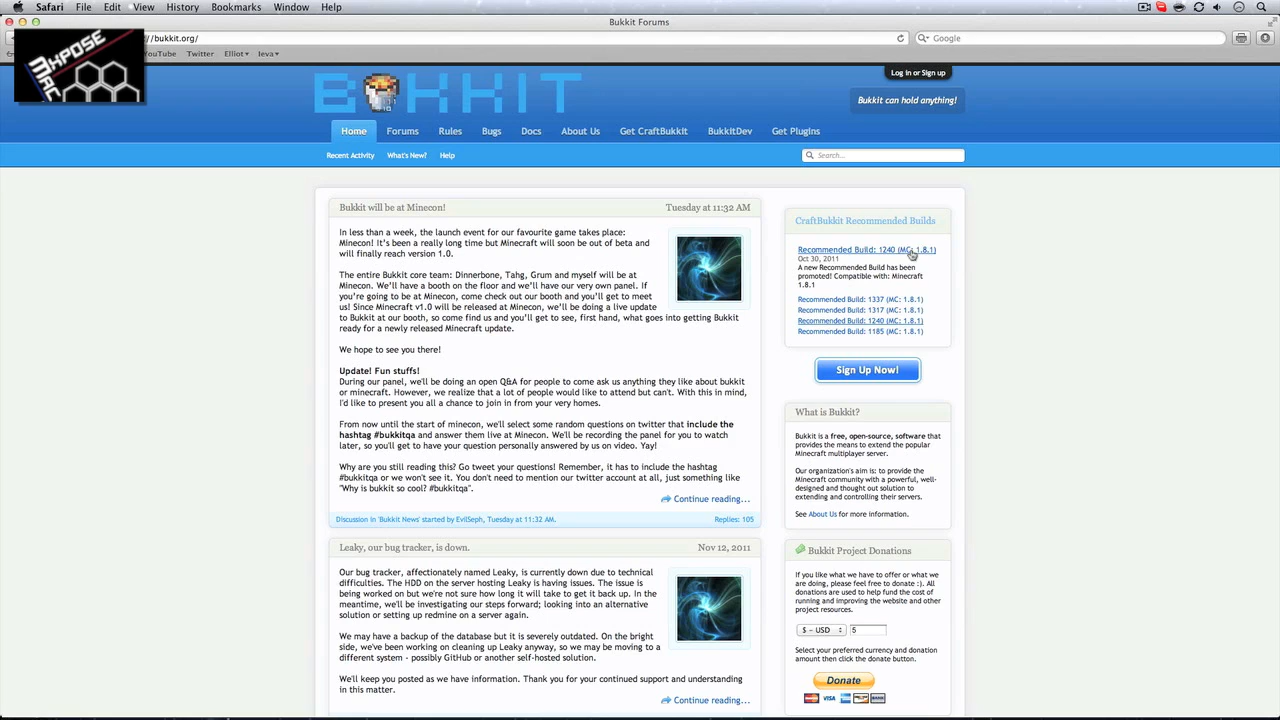 Safari File Edit View History Bookmarks Window Help
Bukkit Forums
//bukkit.org/
Google
YouTube Twitter Elliot Ieva
MAC XPOSE
Log in or Sign up
BUKKIT
Bukkit can hold anything!
Home Forums Rules Bugs Docs About Us Get CraftBukkit BukkitDev Get Plugins
Recent Activity What's New? Help
Search...
Bukkit will be at Minecon! Tuesday at 11:32 AM
In less than a week, the launch event for our favourite game takes place:
Minecon! It's been a really long time but Minecraft will soon be out of beta and
will finally reach version 1.0.
The entire Bukkit core team: Dinnerbone, Tahg, Grum and myself will be at
Minecon. We'll have a booth on the floor and we'll have our very own panel. If
you're going to be at Minecon, come check out our booth and you'll get to meet
us! Since Minecraft v1.0 will be released at Minecon, we'll be doing a live update
to Bukkit at our booth, so come find us and you'll get to see, first hand, what goes into getting Bukkit
ready for a newly released Minecraft update.
We hope to see you there!
Update! Fun stuffs!
During our panel, we'll be doing an open Q&A for people to come ask us anything they like about bukkit
or minecraft. However, we realize that a lot of people would like to attend but can't. With this in mind,
I'd like to present you all a chance to join in from your very homes.
From now until the start of minecon, we'll select some random questions on twitter that include the
hashtag #bukkitqa and answer them live at Minecon. We'll be recording the panel for you to watch
later, so you'll get to have your question personally answered by us on video. Yay!
Why are you still reading this? Go tweet your questions! Remember, it has to include the hashtag
#bukkitqa or we won't see it. You don't need to mention our twitter account at all, just something like
"Why is bukkit so cool? #bukkitqa".
Continue reading...
Discussion in 'Bukkit News' started by EvilSeph, Tuesday at 11:32 AM. Replies: 105
Leaky, our bug tracker, is down. Nov 12, 2011
Our bug tracker, affectionately named Leaky, is currently down due to technical
difficulties. The HDD on the server hosting Leaky is having issues. The issue is
being worked on but we're not sure how long it will take to get it back up. In the
meantime, we'll be investigating our steps forward; looking into an alternative
solution or setting up redmine on a server again.
We may have a backup of the database but it is severely outdated. On the bright
side, we've been working on cleaning up Leaky anyway, so we may be moving to a
different system - possibly GitHub or another self-hosted solution.
We'll keep you posted as we have information. Thank you for your continued support and understanding
in this matter.
Continue reading...
CraftBukkit Recommended Builds
Recommended Build: 1240 (MC: 1.8.1)
Oct 30, 2011
A new Recommended Build has been
promoted! Compatible with: Minecraft
1.8.1
Recommended Build: 1337 (MC: 1.8.1)
Recommended Build: 1317 (MC: 1.8.1)
Recommended Build: 1240 (MC: 1.8.1)
Recommended Build: 1185 (MC: 1.8.1)
Sign Up Now!
What is Bukkit?
Bukkit is a free, open-source, software that
provides the means to extend the popular
Minecraft multiplayer server.
Our organization's aim is: to provide the
Minecraft community with a powerful, well-
designed and thought out solution to
extending and controlling their servers.
See About Us for more information.
Bukkit Project Donations
If you like what we have to offer or what we
are doing, please feel free to donate :). All
donations are used to help fund the cost of
running and improving the website and other
project resources.
$ - USD 5
Select your preferred currency and donation
amount then click the donate button.
Donate
VISA